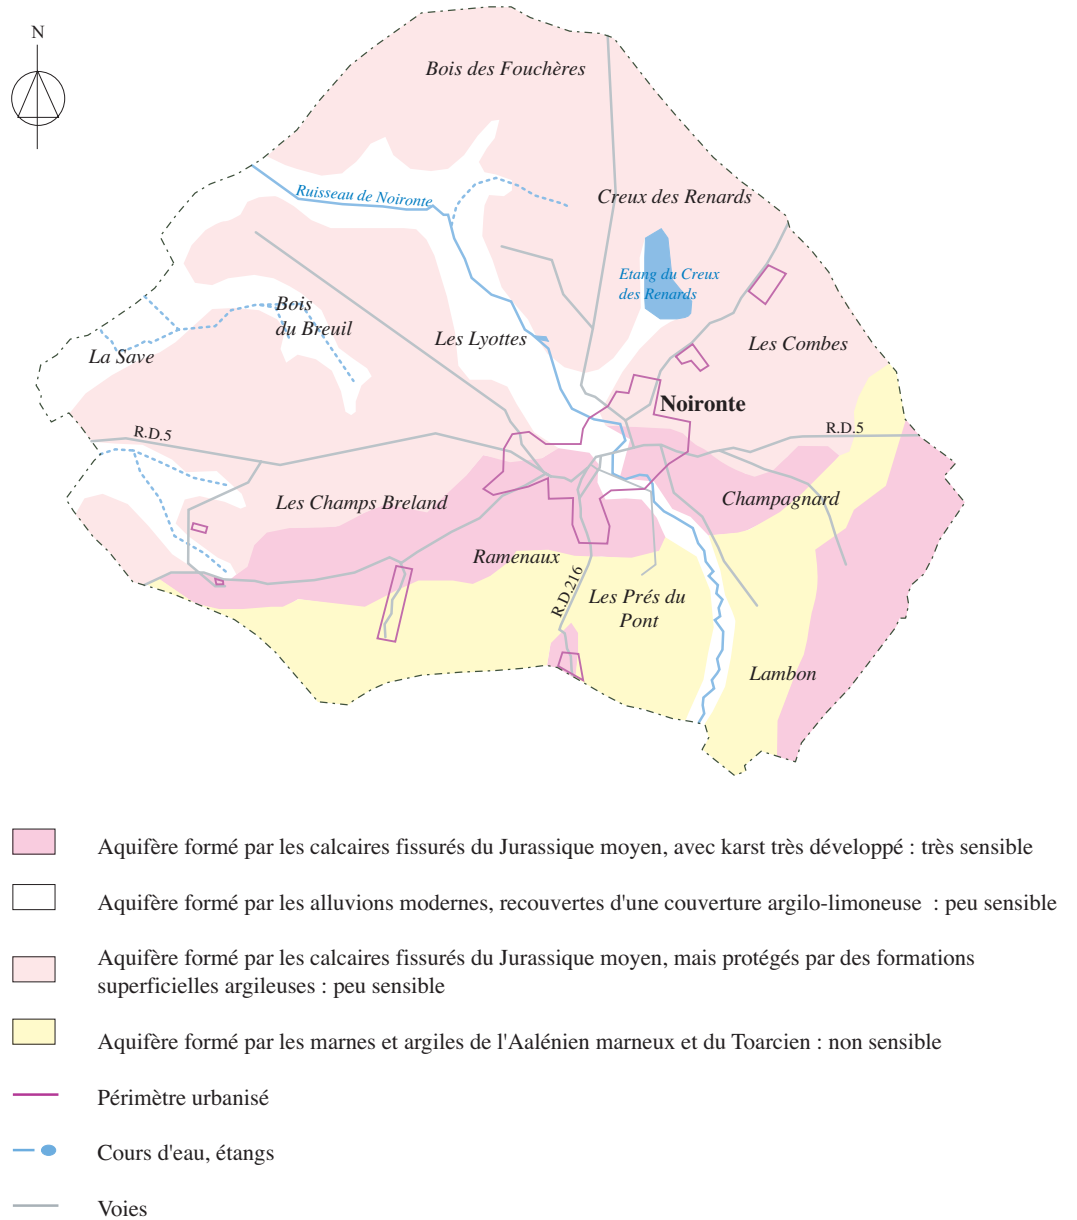 N
Bois des Fouchères
Ruisseau de Noironte
Creux des Renards
Etang du Creux
des Renards
Bois
du Breuil
La Save
Les Lyottes
Les Combes
Noironte
R.D.5
R.D.5
Les Champs Breland
Champagnard
Ramenaux
R.D.216
Les Prés du
Pont
Lambon
Aquifère formé par les calcaires fissurés du Jurassique moyen, avec karst très développé : très sensible
Aquifère formé par les alluvions modernes, recouvertes d'une couverture argilo-limoneuse : peu sensible
Aquifère formé par les calcaires fissurés du Jurassique moyen, mais protégés par des formations
superficielles argileuses : peu sensible
Aquifère formé par les marnes et argiles de l'Aalénien marneux et du Toarcien : non sensible
Périmètre urbanisé
Cours d'eau, étangs
Voies